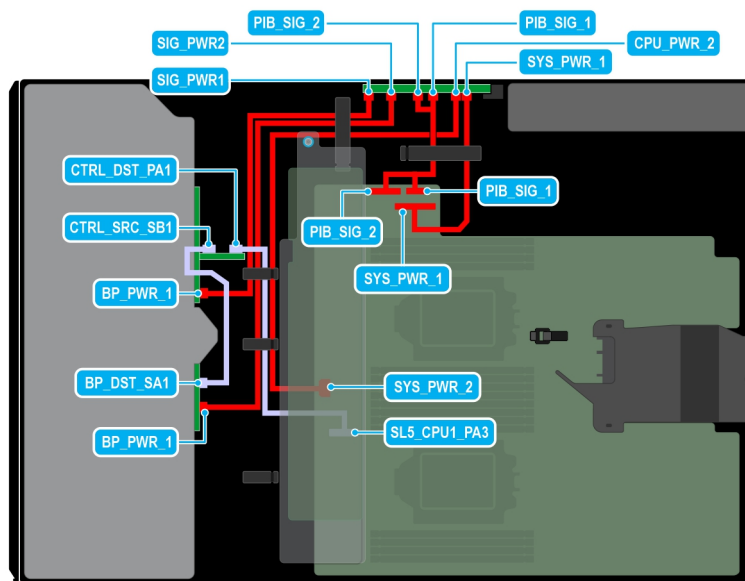 PIB_SIG_2
PIB_SIG_1
SIG_PWR2
CPU_PWR_2
SYS_PWR_1
SIG_PWR1
CTRL_DST_PA1
PIB_SIG_1
CTRL_SRC_SB1
PIB_SIG_2
SYS_PWR_1
BP_PWR_1
BP_DST_SA1
SYS_PWR_2
BP_PWR_1
SL5_CPU1_PA3